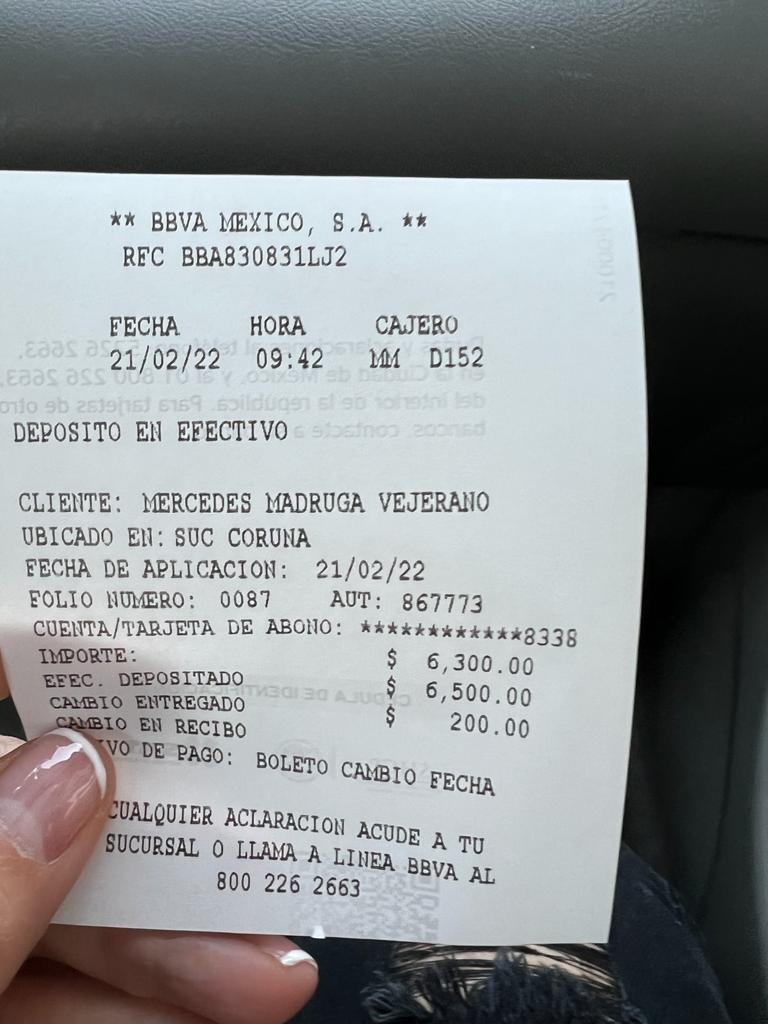 ** BBVA MEXICO, S.A. **
RFC BBA830831LJ2
FECHA HORA CAJERO
21/02/22 09:42 MM D152
DEPOSITO EN EFECTIVO
CLIENTE: MERCEDES MADRUGA VEJERANO
UBICADO EN: SUC CORUNA
FECHA DE APLICACION: 21/02/22
FOLIO NUMERO: 0087 AUT: 867773
CUENTA/TARJETA DE ABONO: ************8338
IMPORTE: $ 6,300.00
EFEC. DEPOSITADO $ 6,500.00
CAMBIO ENTREGADO $ 200.00
CAMBIO EN RECIBO
DE PAGO: BOLETO CAMBIO FECHA
CUALQUIER ACLARACION ACUDE A TU
SUCURSAL O LLAMA A LINEA BBVA AL
800 226 2663